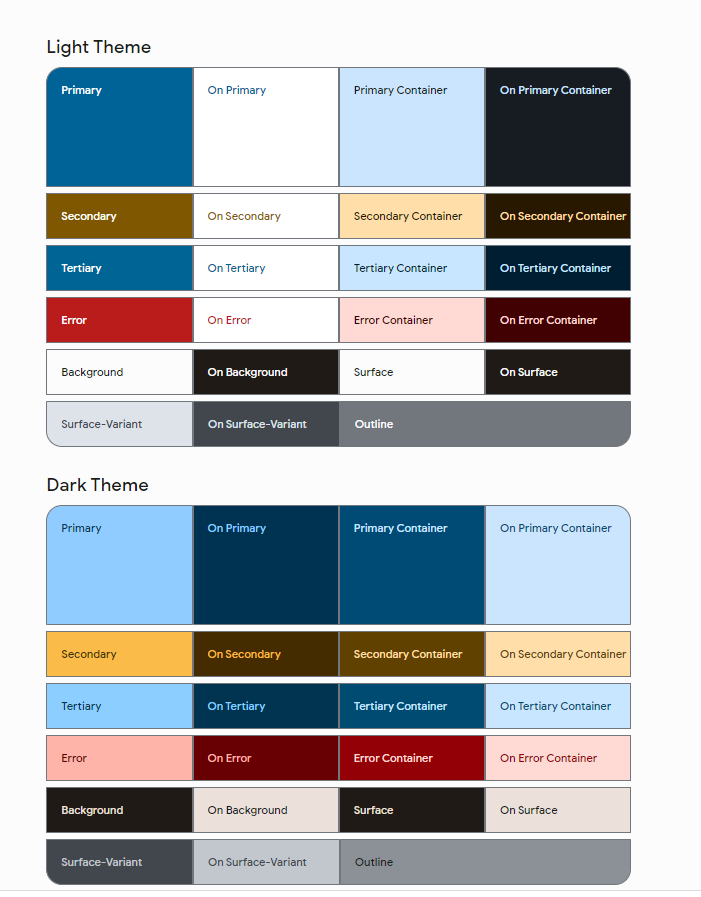 Light Theme
Primary On Primary Primary Container On Primary Container
Secondary On Secondary Secondary Container On Secondary Container
Tertiary On Tertiary Tertiary Container On Tertiary Container
Error On Error Error Container On Error Container
Background On Background Surface On Surface
Surface-Variant On Surface-Variant Outline
Dark Theme
Primary On Primary Primary Container On Primary Container
Secondary On Secondary Secondary Container On Secondary Container
Tertiary On Tertiary Tertiary Container On Tertiary Container
Error On Error Error Container On Error Container
Background On Background Surface On Surface
Surface-Variant On Surface-Variant Outline